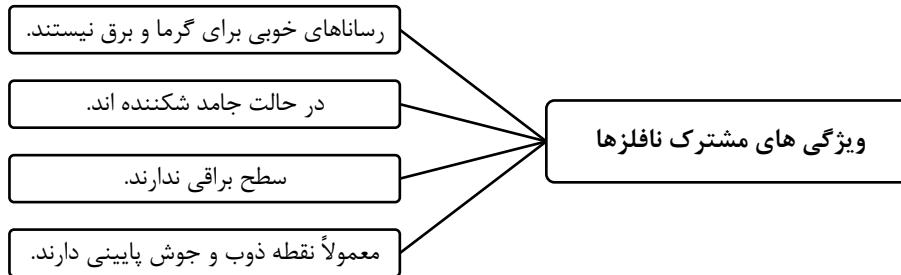 ویژگی های مشترک نافلزها
رساناهای خوبی برای گرما و برق نیستند.
در حالت جامد شکننده اند.
سطح براقی ندارند.
معمولاً نقطه ذوب و جوش پایینی دارند.